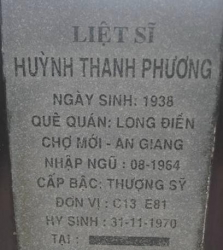 LIỆT SĨ
HUỲNH THANH PHƯƠNG
NGÀY SINH: 1938
QUÊ QUÁN: LONG ĐIỀN
CHỢ MỚI - AN GIANG
NHẬP NGŨ : 08-1964
CẤP BẬC: THƯỢNG SỸ
ĐƠN VỊ : C13 E81
HY SINH : 31-11-1970
TẠI :